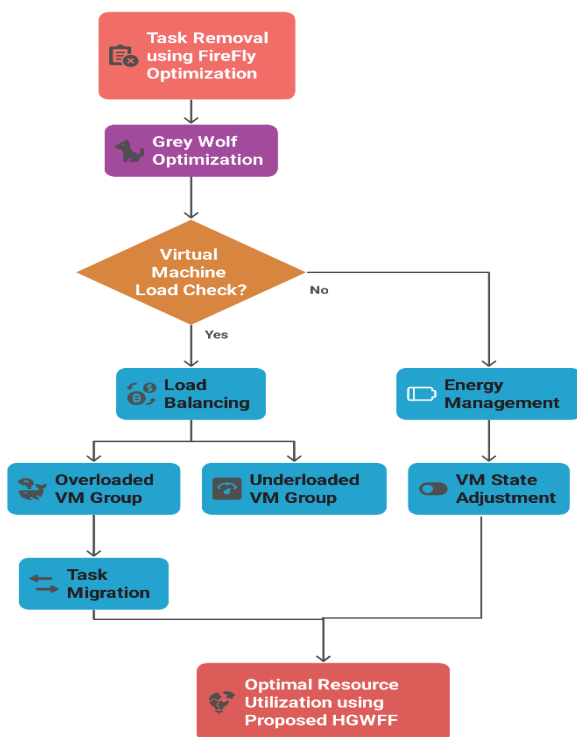 Task Removal
using FireFly
Optimization
Grey Wolf
Optimization
Virtual
Machine
Load Check?
No
Yes
Load
Balancing
Energy
Management
Overloaded
VM Group
Underloaded
VM Group
VM State
Adjustment
Task
Migration
Optimal Resource
Utilization using
Proposed HGWFF